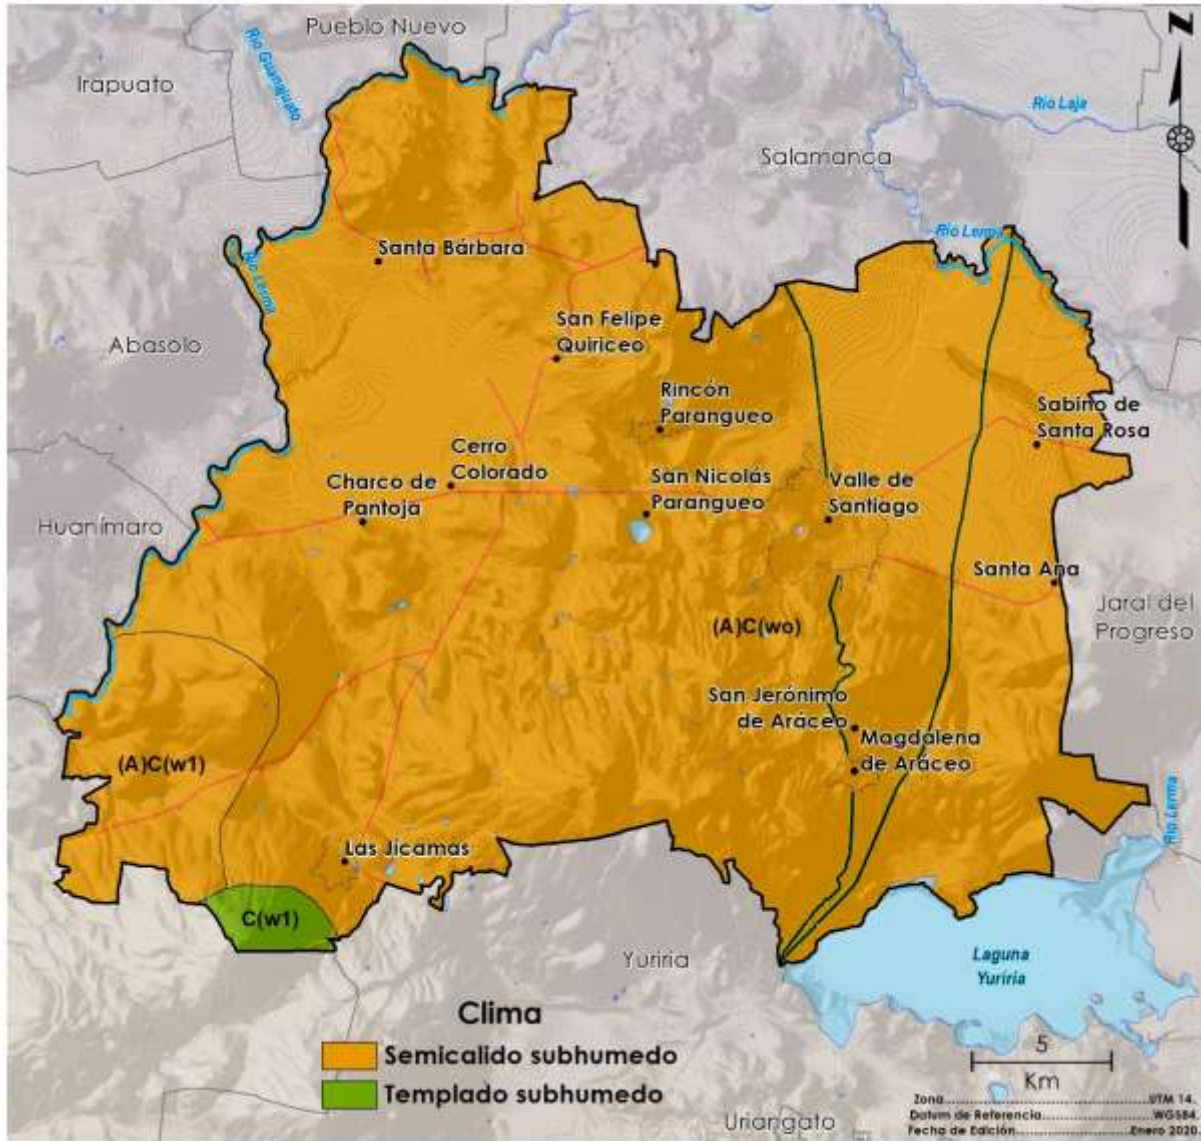 Pueblo Nuevo
Z
Río Guanajuato
Irapuato
Río Laja
Salamanca
Río Lerma
Santa Bárbara
Río Lerma
San Felipe
Quiriceo
Abasolo
Rincón
Parangueo
Sabino de
Santa Rosa
Cerro
Colorado
Charco de
Pantoja
San Nicolás
Parangueo
Valle de
Santiago
Huanímaro
Santa Ana
Jaral del
Progreso
(A)C(wo)
San Jerónimo
de Aráceo
Magdalena
de Aráceo
(A)C(w1)
Río Lerma
Las Jícamas
C(w1)
Yuriria
Laguna
Yuriria
Clima
Semicalido subhumedo
Templado subhumedo
5
Km
Zona UTM 14.
Datum de Referencia WGS84
Fecha de Edición Enero 2020
Uriangato